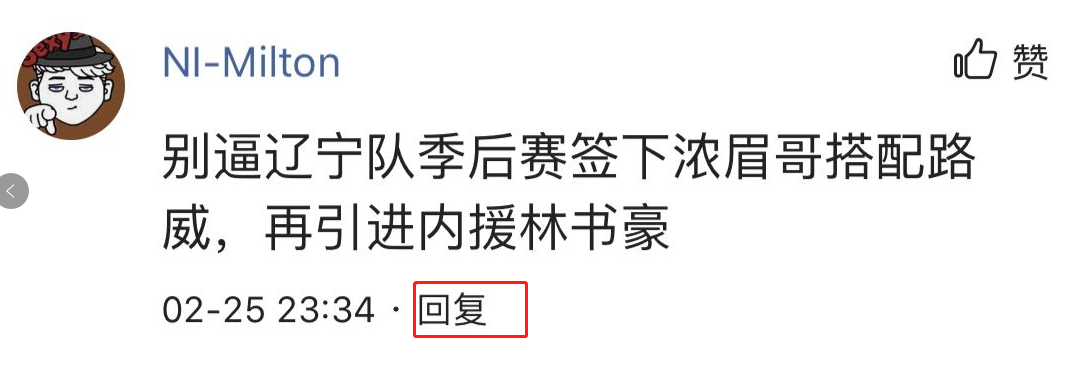 NI-Milton
赞
别逼辽宁队季后赛签下浓眉哥搭配路
威，再引进内援林书豪
02-25 23:34 · 回复